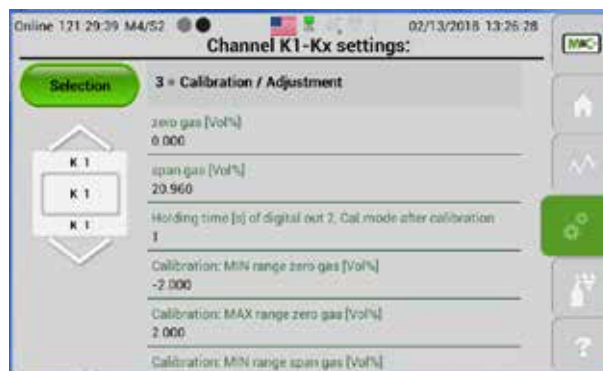 Online 121 29:39 M4/S2 02/13/2018 13:26:28
Channel K1-Kx settings:
Selection
3 = Calibration / Adjustment
zero gas [Vol%]
0.000
span gas [Vol%]
20.960
K 1
K 1
K 1
Holding time [s] of digital out 2, Cal mode after calibration
1
Calibration: MIN range zero gas [Vol%]
-2.000
Calibration: MAX range zero gas [Vol%]
2.000
Calibration: MIN range span gas [Vol%]
?